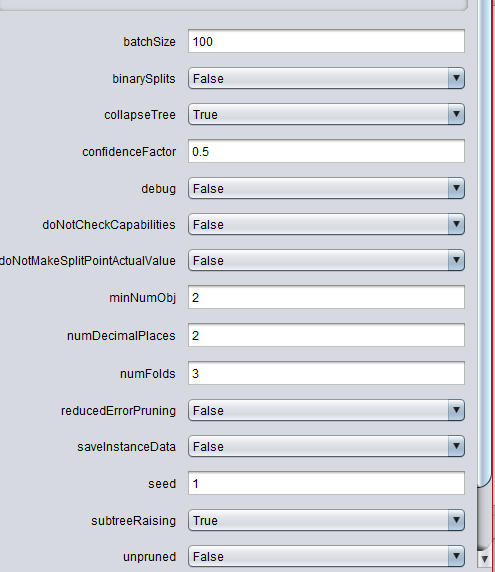 batchSize 100
binarySplits False
collapseTree True
confidenceFactor 0.5
debug False
doNotCheckCapabilities False
doNotMakeSplitPointActualValue False
minNumObj 2
numDecimalPlaces 2
numFolds 3
reducedErrorPruning False
saveInstanceData False
seed 1
subtreeRaising True
unpruned False